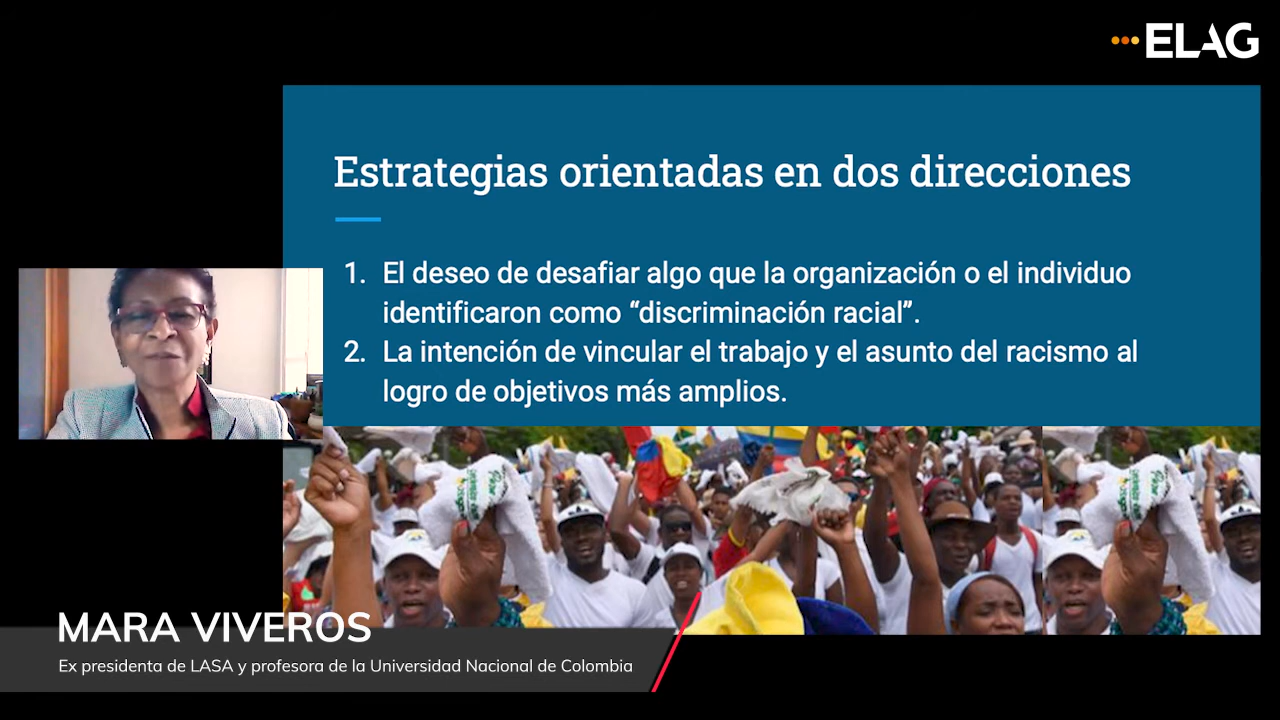 ELAG
Estrategias orientadas en dos direcciones
1. El deseo de desafiar algo que la organización o el individuo
identificaron como “discriminación racial”.
2. La intención de vincular el trabajo y el asunto del racismo al
logro de objetivos más amplios.
MARA VIVEROS
Ex presidenta de LASA y profesora de la Universidad Nacional de Colombia